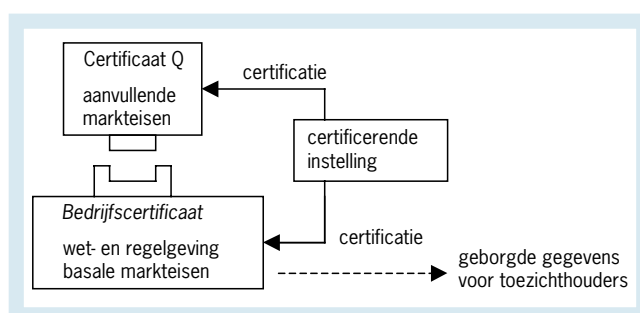 Certificaat Q
aanvullende
markteisen
certificatie
certificerende
instelling
Bedrijfscertificaat
wet- en regelgeving
basale markteisen
certificatie
geborgde gegevens
voor toezichthouders